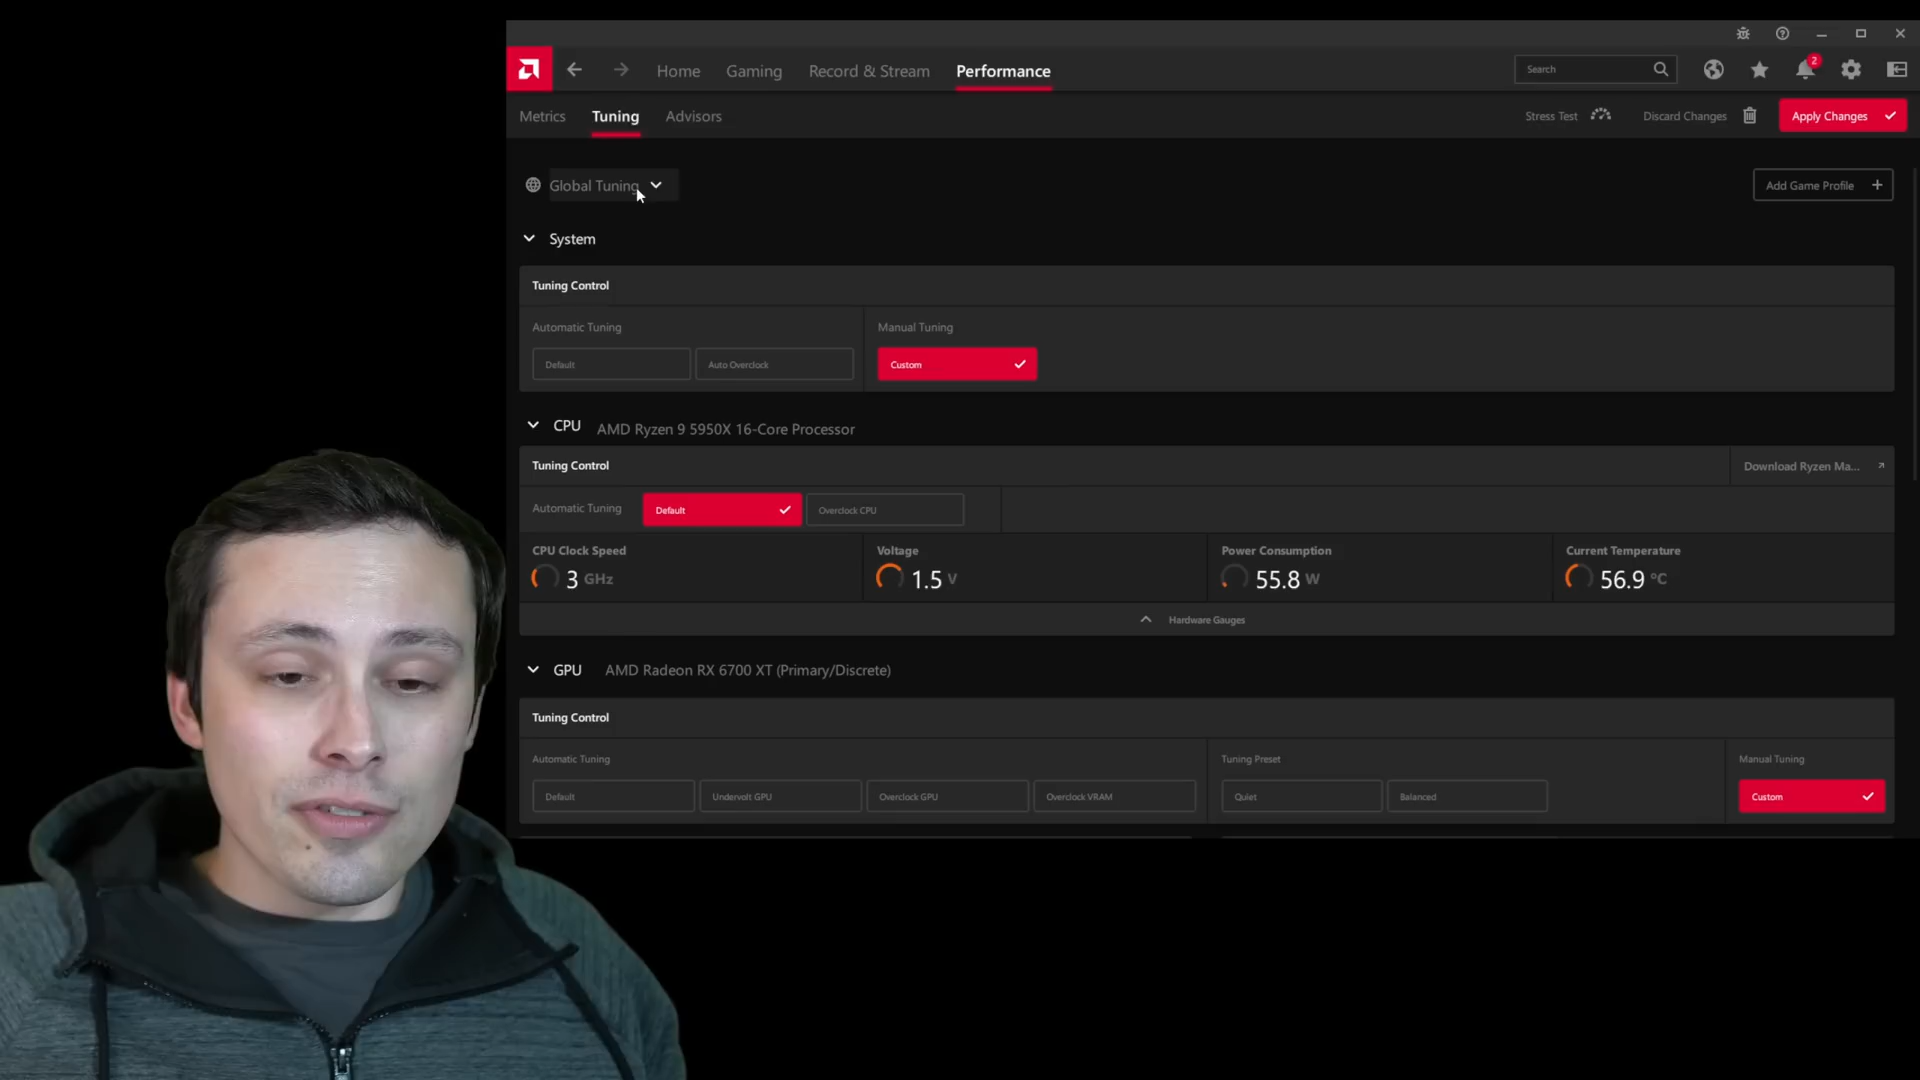 Home Gaming Record & Stream Performance Search 2
Metrics Tuning Advisors Stress Test Discard Changes Apply Changes
Global Tuning Add Game Profile
System
Tuning Control
Automatic Tuning Manual Tuning
Default Auto Overclock Custom
CPU AMD Ryzen 9 5950X 16-Core Processor
Tuning Control Download Ryzen Ma...
Automatic Tuning Default Overclock CPU
CPU Clock Speed Voltage Power Consumption Current Temperature
3 GHz 1.5 V 55.8 W 56.9 °C
Hardware Gauges
GPU AMD Radeon RX 6700 XT (Primary/Discrete)
Tuning Control
Automatic Tuning Tuning Preset Manual Tuning
Default Undervolt GPU Overclock GPU Overclock VRAM Quiet Balanced Custom